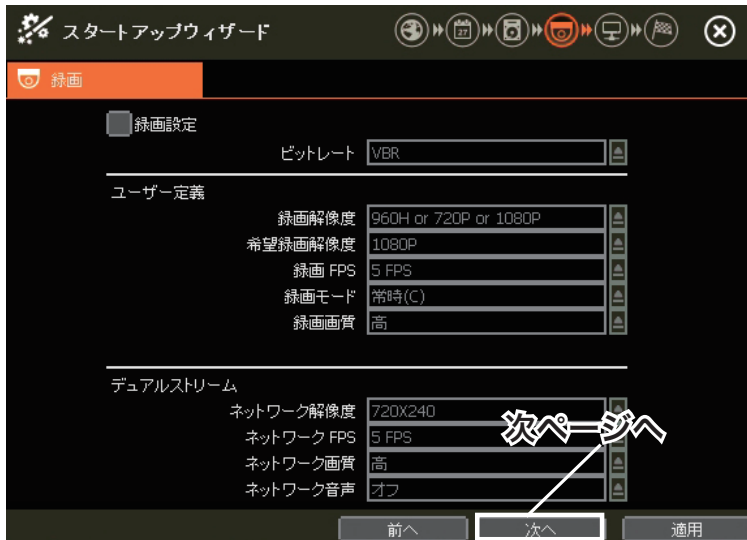 スタートアップウィザード
27
録画
録画設定
ビットレート VBR
ユーザー定義
録画解像度 960H or 720P or 1080P
希望録画解像度 1080P
録画 FPS 5 FPS
録画モード 常時(C)
録画画質 高
デュアルストリーム
ネットワーク解像度 720X240
ネットワーク FPS 5 FPS
次ページへ
ネットワーク画質 高
ネットワーク音声 オフ
前へ 次へ 適用